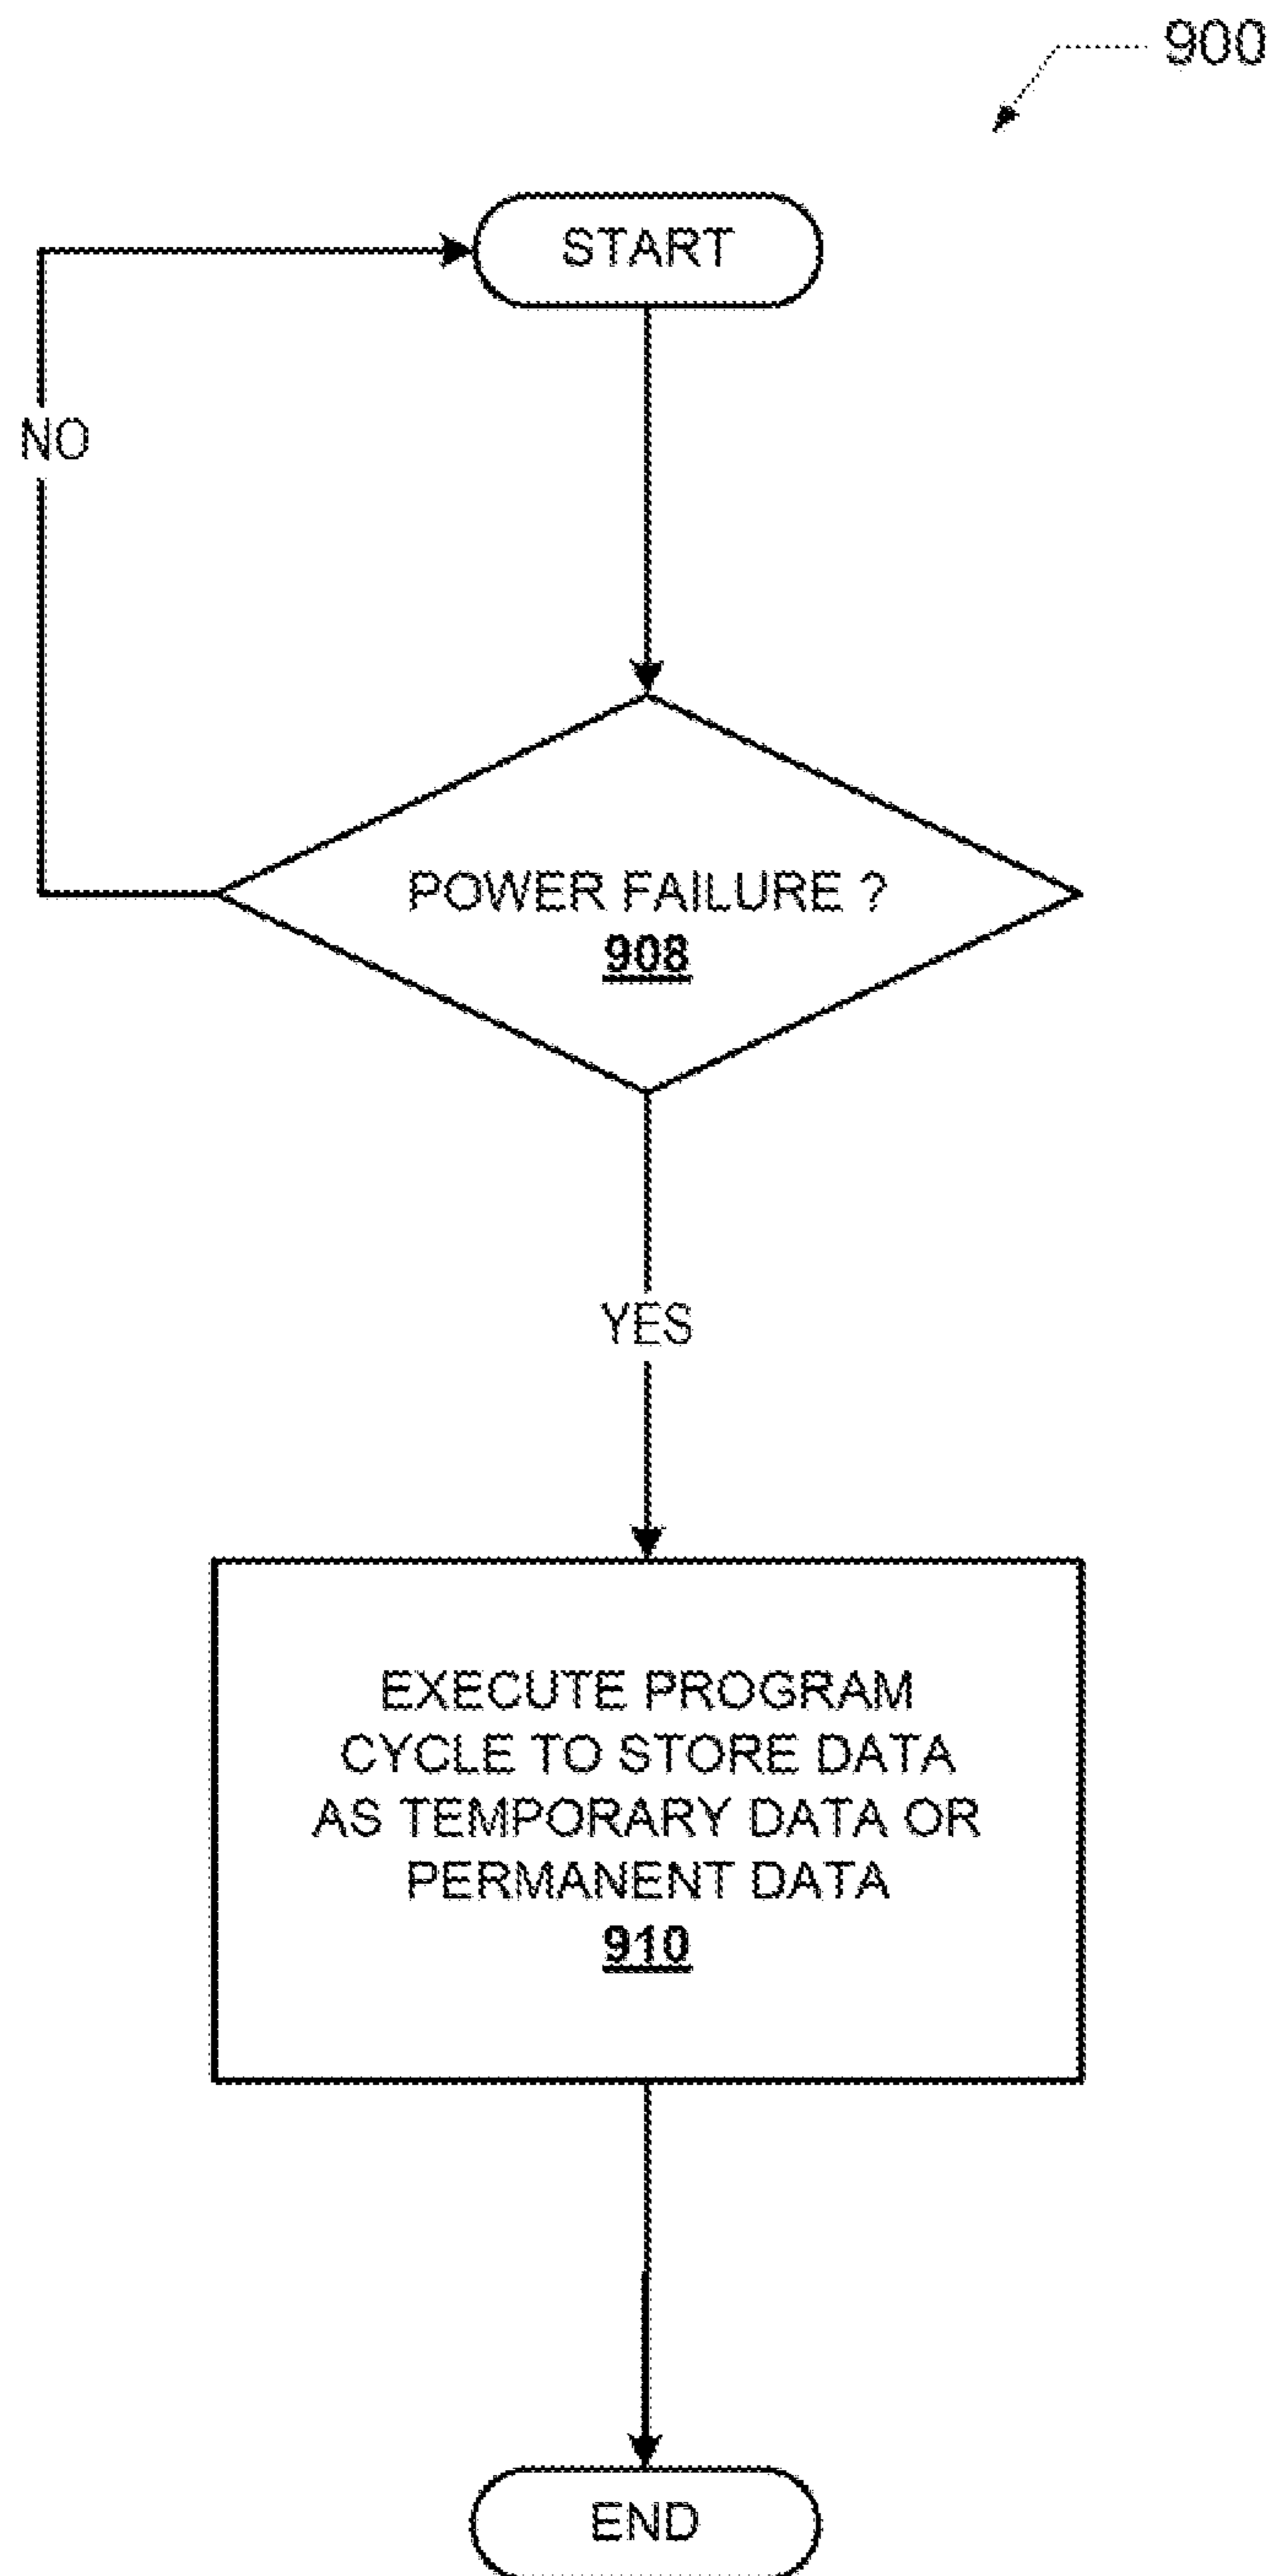 900
START
NO
POWER FAILURE ?
908
YES
EXECUTE PROGRAM
CYCLE TO STORE DATA
AS TEMPORARY DATA OR
PERMANENT DATA
910
END